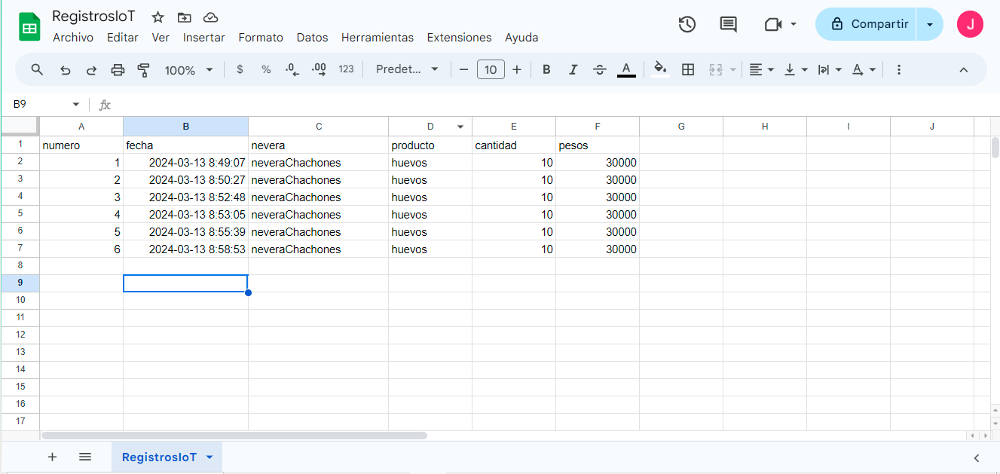 RegistrosIoT
Archivo Editar Ver Insertar Formato Datos Herramientas Extensiones Ayuda
Compartir
J
100% $ % .0 .00 123 Predet... − 10 + B I S A
B9 fx
A B C D E F G H I J
1 numero fecha nevera producto cantidad pesos
2 1 2024-03-13 8:49:07 neveraChachones huevos 10 30000
3 2 2024-03-13 8:50:27 neveraChachones huevos 10 30000
4 3 2024-03-13 8:52:48 neveraChachones huevos 10 30000
5 4 2024-03-13 8:53:05 neveraChachones huevos 10 30000
6 5 2024-03-13 8:55:39 neveraChachones huevos 10 30000
7 6 2024-03-13 8:58:53 neveraChachones huevos 10 30000
8
9
10
11
12
13
14
15
16
17
RegistrosIoT